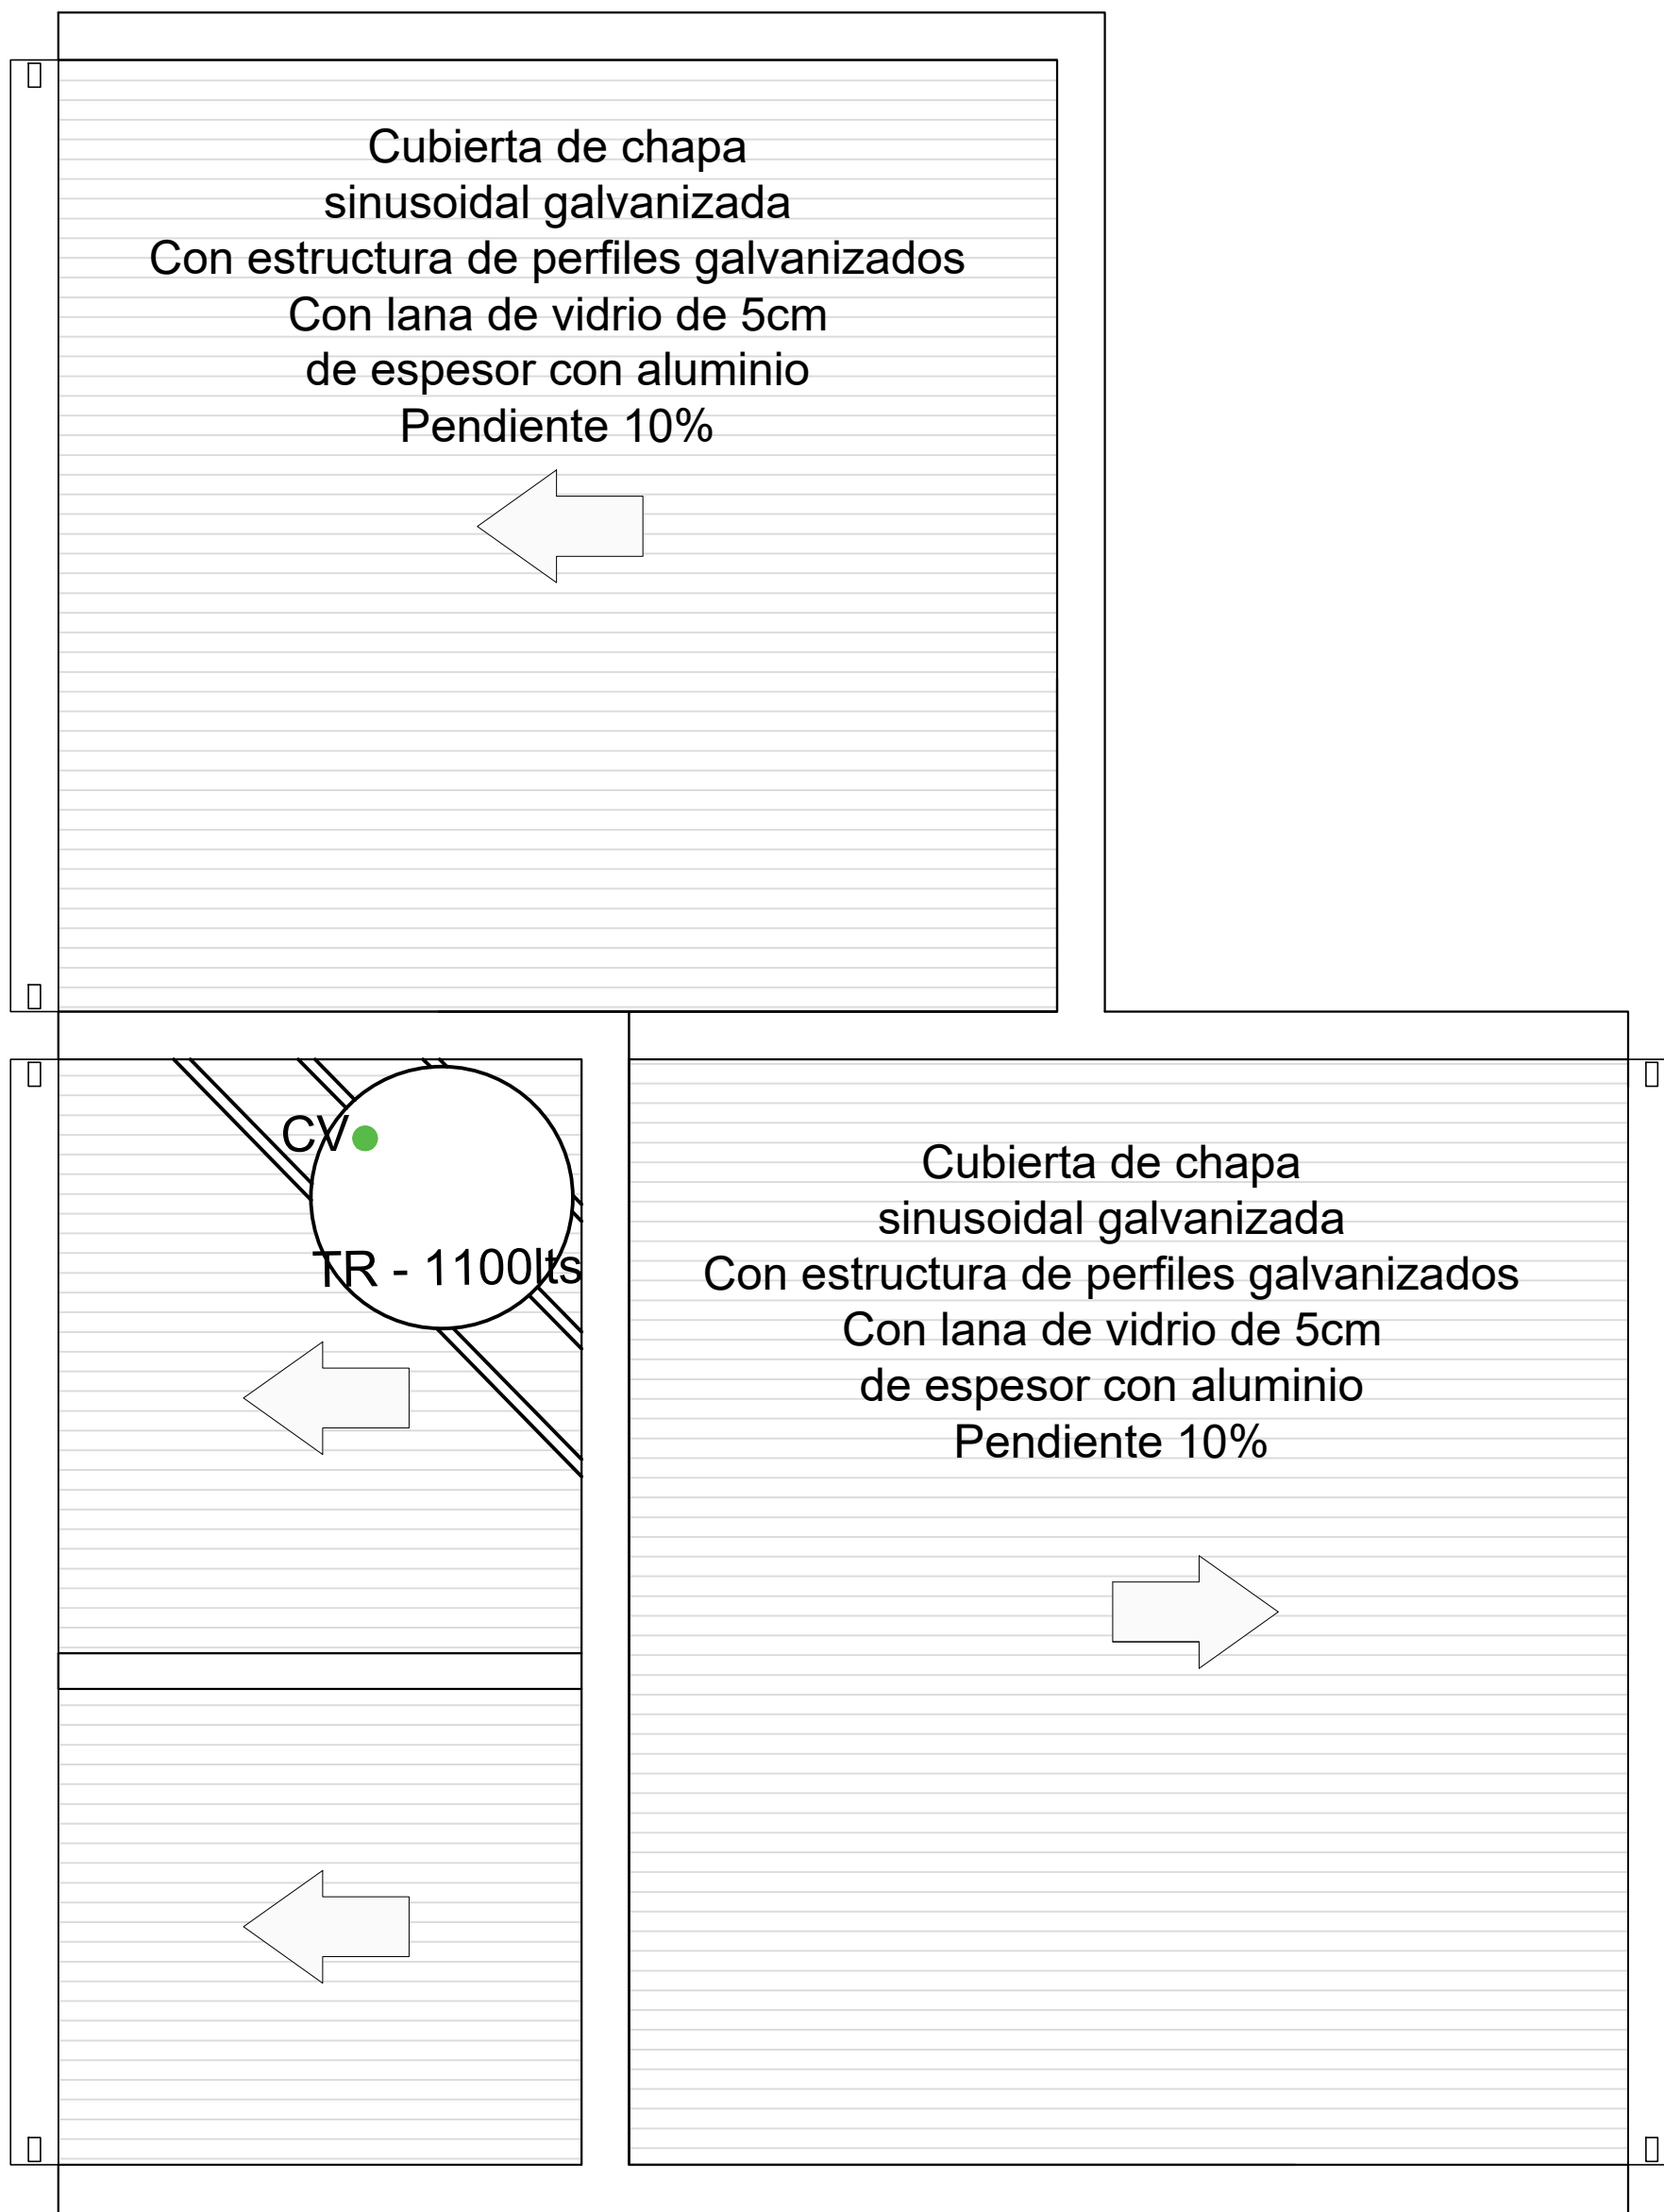 Cubierta de chapa
sinusoidal galvanizada
Con estructura de perfiles galvanizados
Con lana de vidrio de 5cm
de espesor con aluminio
Pendiente 10%
CV
TR - 1100lts
Cubierta de chapa
sinusoidal galvanizada
Con estructura de perfiles galvanizados
Con lana de vidrio de 5cm
de espesor con aluminio
Pendiente 10%